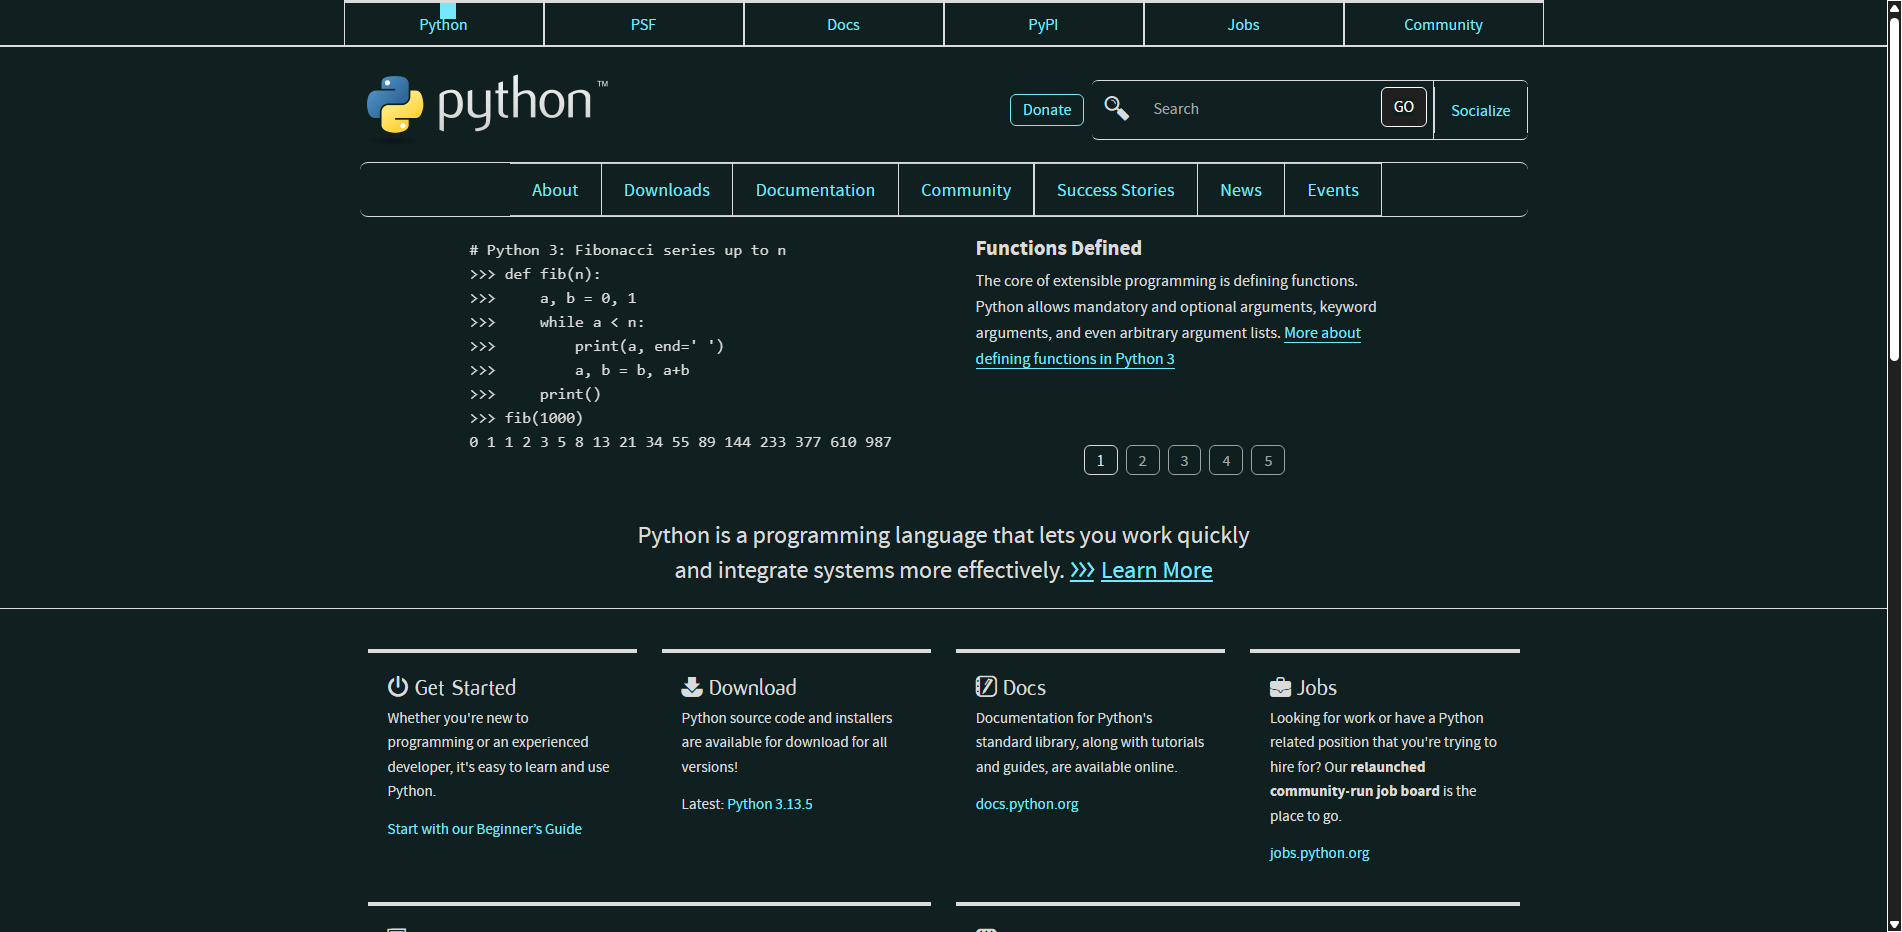 Python
PSF
Docs
PyPI
Jobs
Community
python™
Donate
Search
GO
Socialize
About
Downloads
Documentation
Community
Success Stories
News
Events
# Python 3: Fibonacci series up to n
>>> def fib(n):
>>>     a, b = 0, 1
>>>     while a < n:
>>>         print(a, end=' ')
>>>         a, b = b, a+b
>>>     print()
>>> fib(1000)
0 1 1 2 3 5 8 13 21 34 55 89 144 233 377 610 987
Functions Defined
The core of extensible programming is defining functions.
Python allows mandatory and optional arguments, keyword
arguments, and even arbitrary argument lists. More about
defining functions in Python 3
1
2
3
4
5
Python is a programming language that lets you work quickly
and integrate systems more effectively. >>> Learn More
Get Started
Whether you're new to
programming or an experienced
developer, it's easy to learn and use
Python.
Start with our Beginner’s Guide
Download
Python source code and installers
are available for download for all
versions!
Latest: Python 3.13.5
Docs
Documentation for Python's
standard library, along with tutorials
and guides, are available online.
docs.python.org
Jobs
Looking for work or have a Python
related position that you're trying to
hire for? Our relaunched
community-run job board is the
place to go.
jobs.python.org